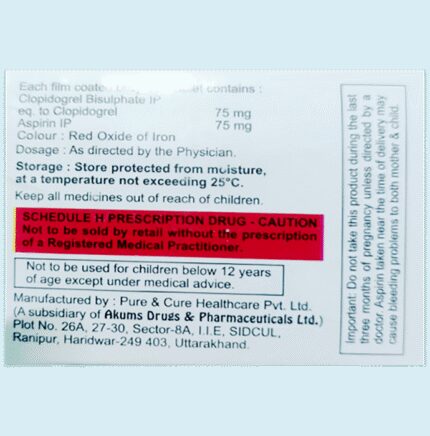 Each film coated tablet contains :
Clopidogrel Bisulphate IP
eq. to Clopidogrel 75 mg
Aspirin IP 75 mg
Colour : Red Oxide of Iron
Dosage : As directed by the Physician.
Storage : Store protected from moisture,
at a temperature not exceeding 25°C.
Keep all medicines out of reach of children.
SCHEDULE H PRESCRIPTION DRUG - CAUTION
Not to be sold by retail without the prescription
of a Registered Medical Practitioner.
Not to be used for children below 12 years
of age except under medical advice.
Manufactured by : Pure & Cure Healthcare Pvt. Ltd.
(A subsidiary of Akums Drugs & Pharmaceuticals Ltd.)
Plot No. 26A, 27-30, Sector-8A, I.I.E, SIDCUL,
Ranipur, Haridwar-249 403, Uttarakhand.
Important: Do not take this product during the last
three months of pregnancy unless directed by a
doctor. Aspirin taken near the time of delivery may
cause bleeding problems to both mother & child.